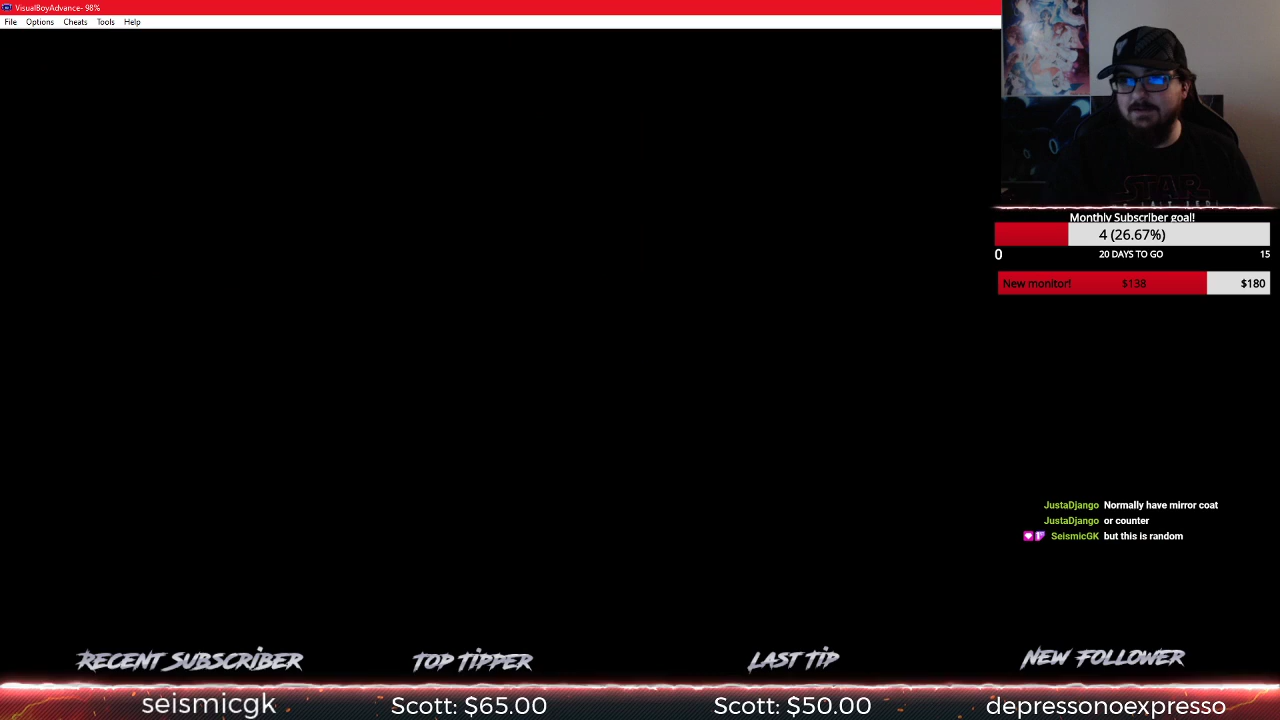 VisualBoyAdvance- 98%
File Options Cheats Tools Help
STAR
Monthly Subscriber goal!
4 (26.67%)
0 20 DAYS TO GO 15
New monitor! $138 $180
JustaDjango Normally have mirror coat
JustaDjango or counter
SeismicGK but this is random
RECENT SUBSCRIBER TOP TIPPER LAST TIP NEW FOLLOWER
seismicgk Scott: $65.00 Scott: $50.00 depressonoexpresso